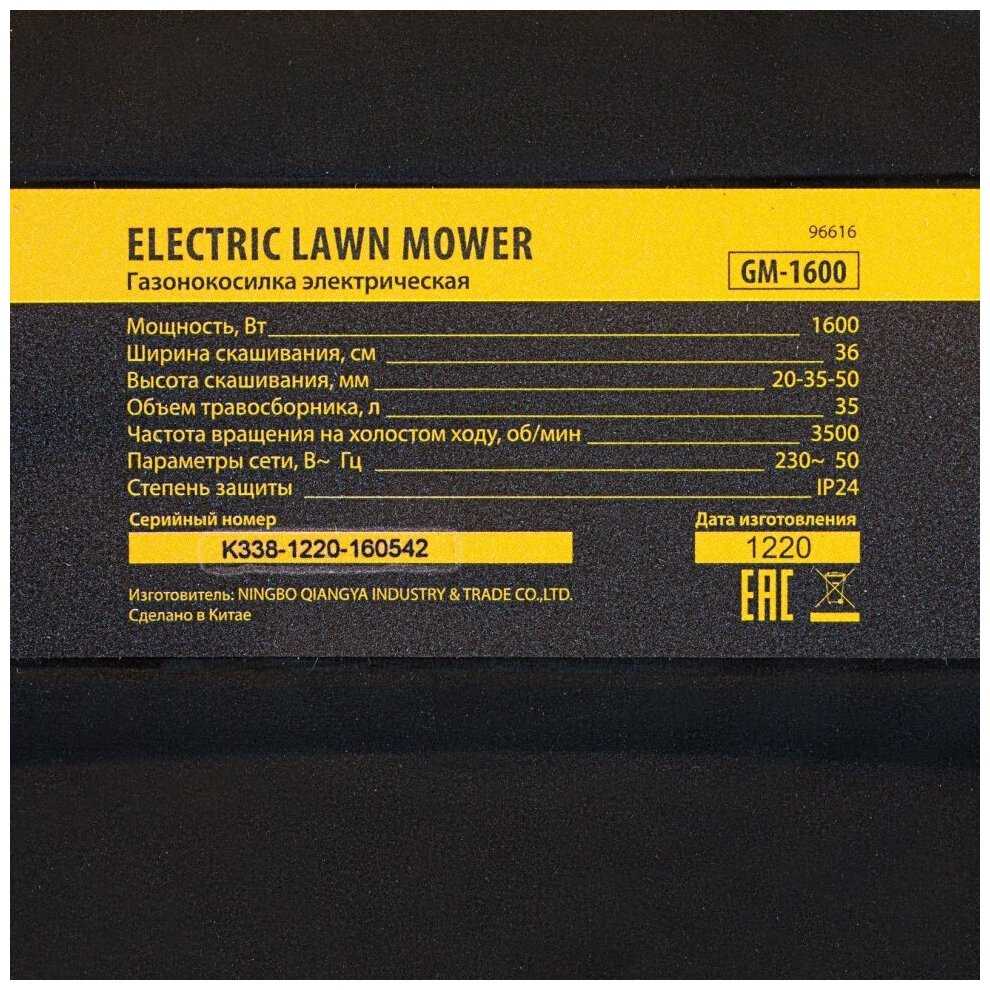 ELECTRIC LAWN MOWER
96616
Газонокосилка электрическая
GM-1600
Мощность, Вт 1600
Ширина скашивания, см 36
Высота скашивания, мм 20-35-50
Объем травосборника, л 35
Частота вращения на холостом ходу, об/мин 3500
Параметры сети, В~ Гц 230~ 50
Степень защиты IP24
Серийный номер
Дата изготовления
K338-1220-160542
1220
Изготовитель: NINGBO QIANGYA INDUSTRY & TRADE CO.,LTD.
Сделано в Китае
EAC